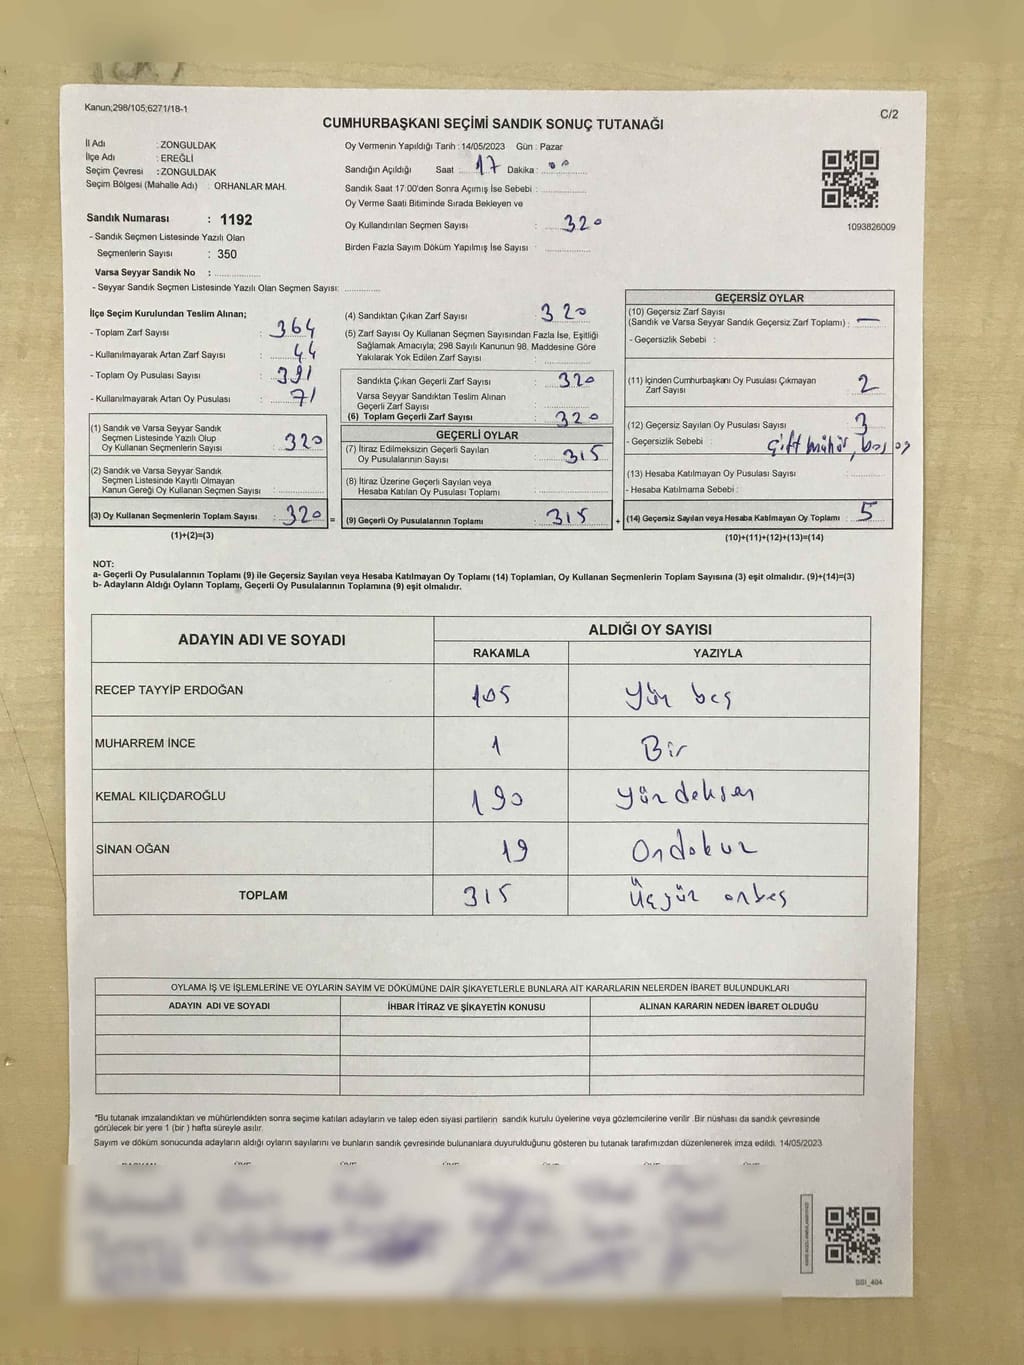 Kanun;298/105;6271/18-1
C/2
CUMHURBAŞKANI SEÇİMİ SANDIK SONUÇ TUTANAĞI
İl Adı : ZONGULDAK
İlçe Adı : EREĞLİ
Seçim Çevresi : ZONGULDAK
Seçim Bölgesi (Mahalle Adı) : ORHANLAR MAH.
Sandık Numarası : 1192
- Sandık Seçmen Listesinde Yazılı Olan
Seçmenlerin Sayısı : 350
Varsa Seyyar Sandık No :
- Seyyar Sandık Seçmen Listesinde Yazılı Olan Seçmen Sayısı:
Oy Vermenin Yapıldığı Tarih : 14/05/2023 Gün : Pazar
Sandığın Açıldığı Saat : 17 Dakika : 00
Sandık Saat 17:00'den Sonra Açımış İse Sebebi :
Oy Verme Saati Bitiminde Sırada Bekleyen ve
Oy Kullandırılan Seçmen Sayısı : 320
Birden Fazla Sayım Döküm Yapılmış İse Sayısı :
1093826009
İlçe Seçim Kurulundan Teslim Alınan;
- Toplam Zarf Sayısı : 364
- Kullanılmayarak Artan Zarf Sayısı : 44
- Toplam Oy Pusulası Sayısı : 391
- Kullanılmayarak Artan Oy Pusulası : 71
(1) Sandık ve Varsa Seyyar Sandık
Seçmen Listesinde Yazılı Olup
Oy Kullanan Seçmenlerin Sayısı : 320
(2) Sandık ve Varsa Seyyar Sandık
Seçmen Listesinde Kayıtlı Olmayan
Kanun Gereği Oy Kullanan Seçmen Sayısı :
(3) Oy Kullanan Seçmenlerin Toplam Sayısı : 320 =
(1)+(2)=(3)
(4) Sandıktan Çıkan Zarf Sayısı : 320
(5) Zarf Sayısı Oy Kullanan Seçmen Sayısından Fazla İse, Eşitliği
Sağlamak Amacıyla; 298 Sayılı Kanunun 98. Maddesine Göre
Yakılarak Yok Edilen Zarf Sayısı :
Sandıkta Çıkan Geçerli Zarf Sayısı : 320
Varsa Seyyar Sandıktan Teslim Alınan
Geçerli Zarf Sayısı :
(6) Toplam Geçerli Zarf Sayısı : 320
GEÇERLİ OYLAR
(7) İtiraz Edilmeksizin Geçerli Sayılan
Oy Pusulalarının Sayısı : 315
(8) İtiraz Üzerine Geçerli Sayılan veya
Hesaba Katılan Oy Pusulası Toplamı :
(9) Geçerli Oy Pusulalarının Toplamı : 315 +
GEÇERSİZ OYLAR
(10) Geçersiz Zarf Sayısı
(Sandık ve Varsa Seyyar Sandık Geçersiz Zarf Toplamı) : —
- Geçersizlik Sebebi :
(11) İçinden Cumhurbaşkanı Oy Pusulası Çıkmayan
Zarf Sayısı : 2
(12) Geçersiz Sayılan Oy Pusulası Sayısı : 3
- Geçersizlik Sebebi : Çift mühür, boş oy
(13) Hesaba Katılmayan Oy Pusulası Sayısı :
- Hesaba Katılmama Sebebi :
(14) Geçersiz Sayılan veya Hesaba Katılmayan Oy Toplamı : 5
(10)+(11)+(12)+(13)=(14)
NOT:
a- Geçerli Oy Pusulalarının Toplamı (9) ile Geçersiz Sayılan veya Hesaba Katılmayan Oy Toplamı (14) Toplamları, Oy Kullanan Seçmenlerin Toplam Sayısına (3) eşit olmalıdır. (9)+(14)=(3)
b- Adayların Aldığı Oyların Toplamı, Geçerli Oy Pusulalarının Toplamına (9) eşit olmalıdır.
ADAYIN ADI VE SOYADI
ALDIĞI OY SAYISI
RAKAMLA YAZIYLA
RECEP TAYYİP ERDOĞAN 105 Yüz beş
MUHARREM İNCE 1 Bir
KEMAL KILIÇDAROĞLU 190 Yüzdoksan
SİNAN OĞAN 19 Ondokuz
TOPLAM 315 Üçyüz onbeş
OYLAMA İŞ VE İŞLEMLERİNE VE OYLARIN SAYIM VE DÖKÜMÜNE DAİR ŞİKAYETLERLE BUNLARA AİT KARARLARIN NELERDEN İBARET BULUNDUKLARI
ADAYIN ADI VE SOYADI İHBAR İTİRAZ VE ŞİKAYETİN KONUSU ALINAN KARARIN NEDEN İBARET OLDUĞU
"Bu tutanak imzalandıktan ve mühürlendikten sonra seçime katılan adayların ve talep eden siyasi partilerin sandık kurulu üyelerine veya gözlemcilerine verilir .Bir nüshası da sandık çevresinde
görülecek bir yere 1 (bir ) hafta süreyle asılır.
Sayım ve döküm sonucunda adayların aldığı oyların sayılarını ve bunların sandık çevresinde bulunanlara duyurulduğunu gösteren bu tutanak tarafımızdan düzenlenerek imza edildi. 14/05/2023